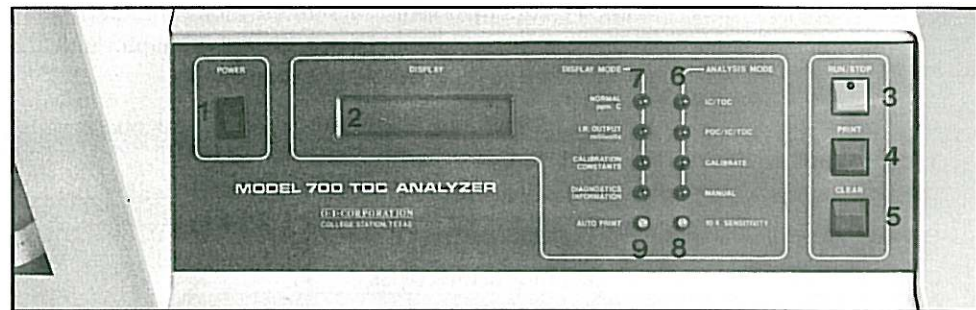 POWER
1
DISPLAY
2
DISPLAY MODE
7
NORMAL
ppm C
I.R. OUTPUT
millivolts
CALIBRATION
CONSTANTS
DIAGNOSTICS
INFORMATION
AUTO PRINT
9
6
ANALYSIS MODE
IC/TOC
POC/IC/TOC
CALIBRATE
MANUAL
10 X SENSITIVITY
8
RUN/STOP
3
PRINT
4
CLEAR
5
MODEL 700 TOC ANALYZER
O·I·CORPORATION
COLLEGE STATION, TEXAS